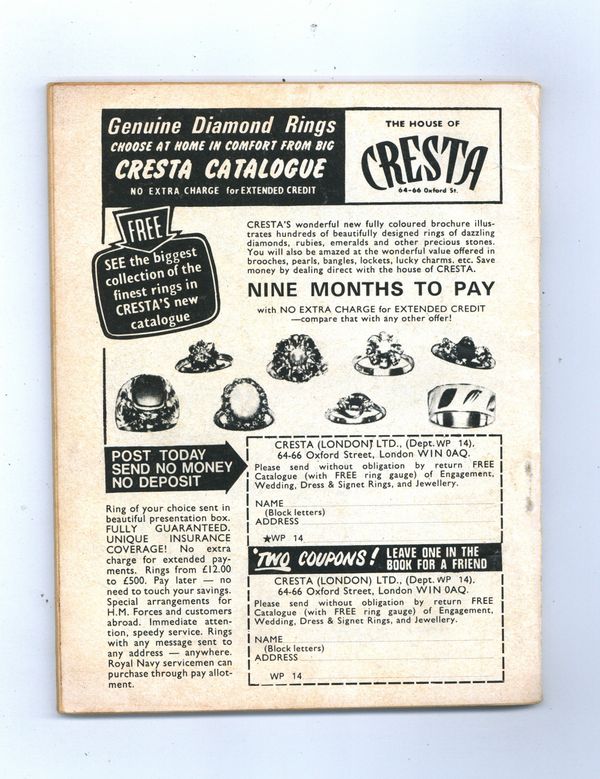 Genuine Diamond Rings
CHOOSE AT HOME IN COMFORT FROM BIG
CRESTA CATALOGUE
NO EXTRA CHARGE for EXTENDED CREDIT
THE HOUSE OF
CRESTA
64-66 Oxford St.
FREE
SEE the biggest
collection of the
finest rings in
CRESTA'S new
catalogue
CRESTA'S wonderful new fully coloured brochure illus-
trates hundreds of beautifully designed rings of dazzling
diamonds, rubies, emeralds and other precious stones.
You will also be amazed at the wonderful value offered in
brooches, pearls, bangles, lockets, lucky charms. etc. Save
money by dealing direct with the house of CRESTA.
NINE MONTHS TO PAY
with NO EXTRA CHARGE for EXTENDED CREDIT
—compare that with any other offer!
POST TODAY
SEND NO MONEY
NO DEPOSIT
Ring of your choice sent in
beautiful presentation box.
FULLY GUARANTEED.
UNIQUE INSURANCE
COVERAGE! No extra
charge for extended pay-
ments. Rings from £12.00
to £500. Pay later — no
need to touch your savings.
Special arrangements for
H.M. Forces and customers
abroad. Immediate atten-
tion, speedy service. Rings
with any message sent to
any address — anywhere.
Royal Navy servicemen can
purchase through pay allot-
ment.
CRESTA (LONDON) LTD., (Dept. WP 14).
64-66 Oxford Street, London W1N 0AQ.
Please send without obligation by return FREE
Catalogue (with FREE ring gauge) of Engagement,
Wedding, Dress & Signet Rings, and Jewellery.
NAME
(Block letters)
ADDRESS
★WP 14
TWO COUPONS! LEAVE ONE IN THE
BOOK FOR A FRIEND
CRESTA (LONDON) LTD., (Dept. WP 14).
64-66 Oxford Street, London W1N 0AQ.
Please send without obligation by return FREE
Catalogue (with FREE ring gauge) of Engagement,
Wedding, Dress & Signet Rings, and Jewellery.
NAME
(Block letters)
ADDRESS
WP 14